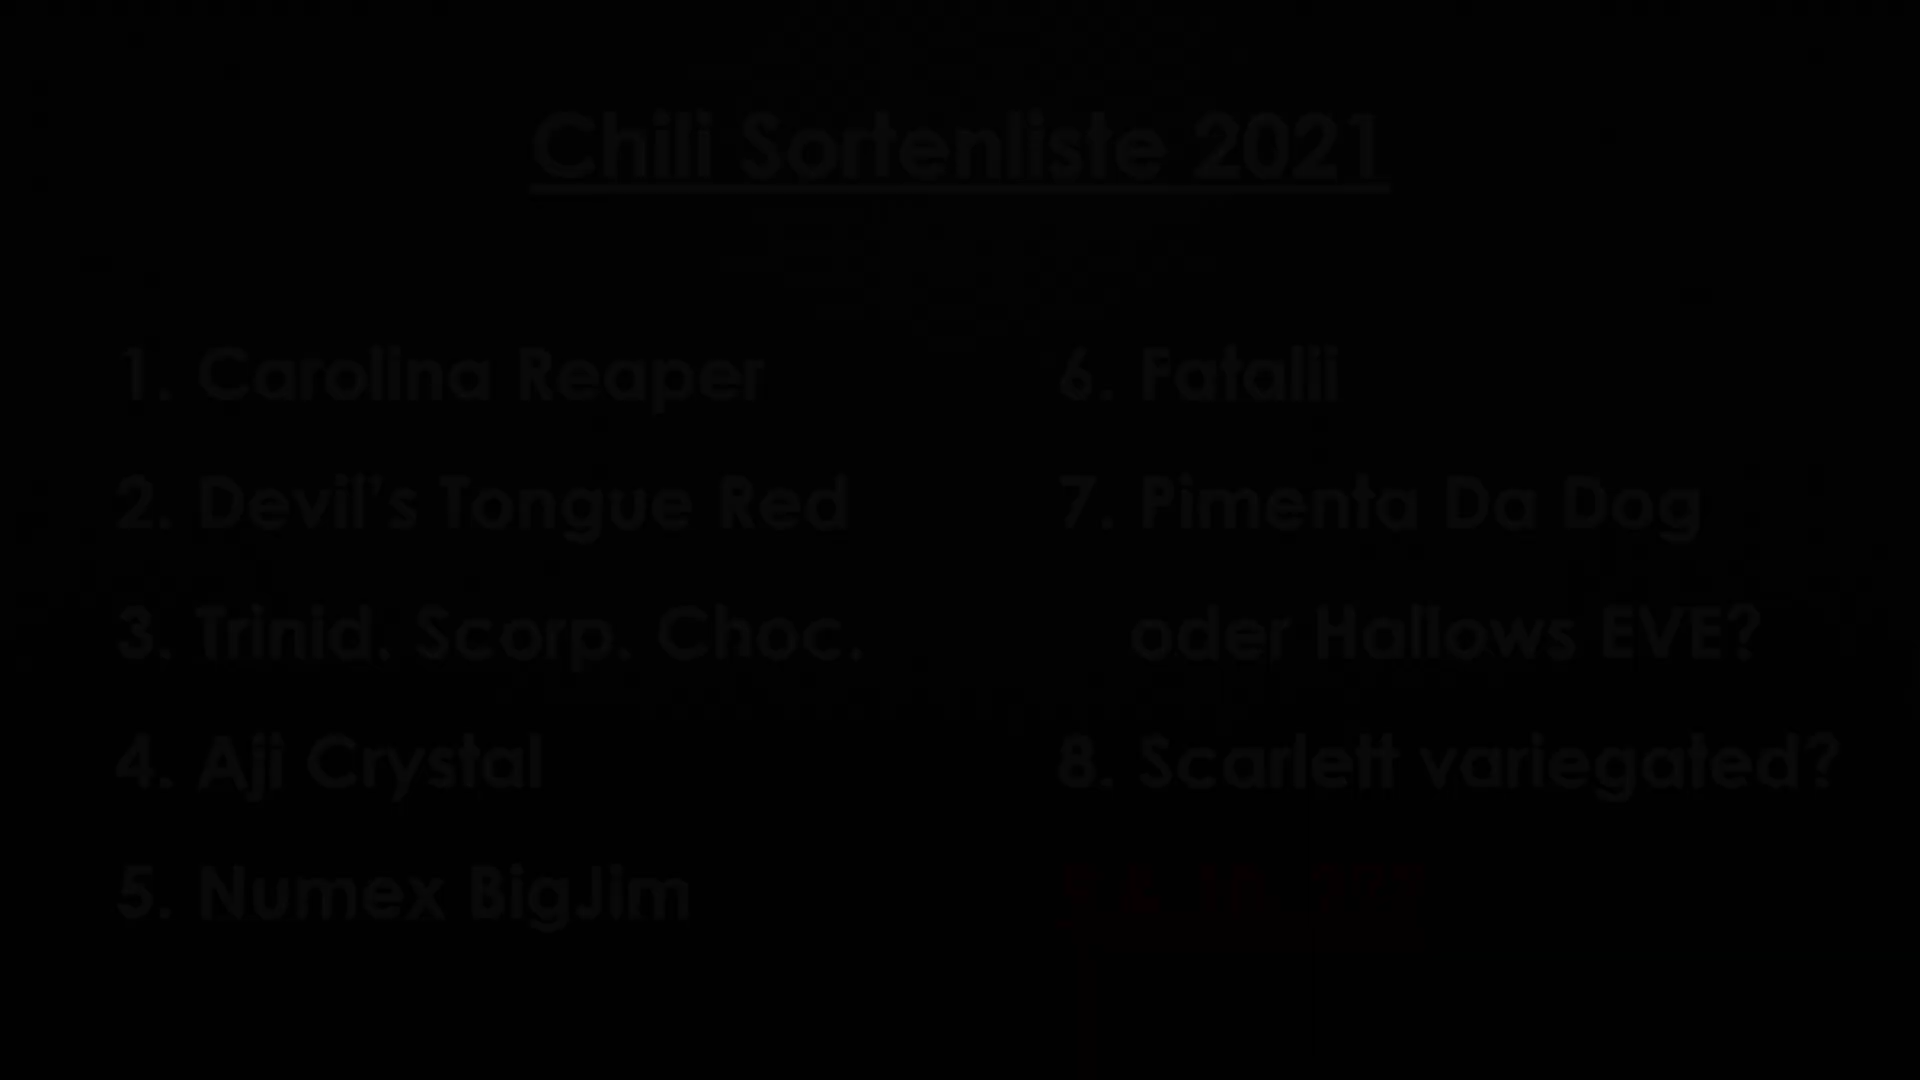 Chili Sortenliste 2021
1. Carolina Reaper
2. Devil’s Tongue Red
3. Trinid. Scorp. Choc.
4. Aji Crystal
5. Numex BigJim
6. Fatalii
7. Pimenta Da Dog
oder Hallows EVE?
8. Scarlett variegated?